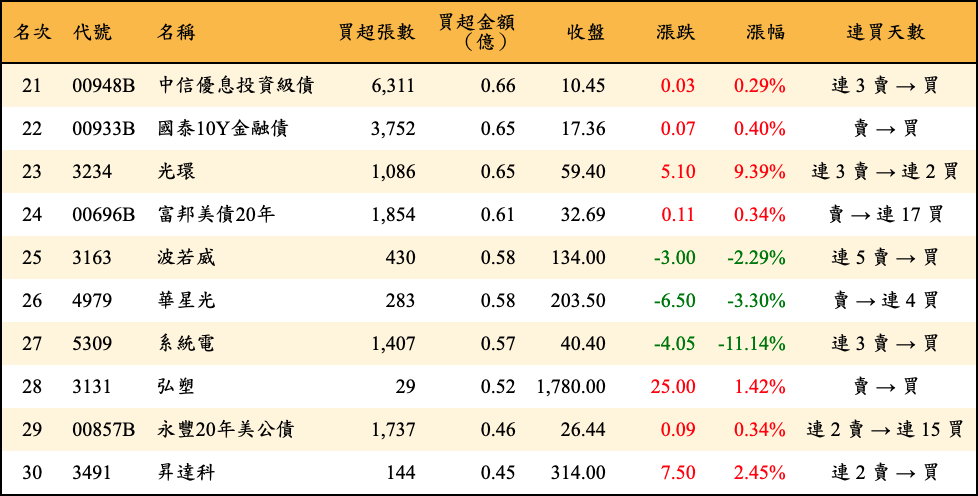 名次 代號 名稱 買超張數 買超金額（億） 收盤 漲跌 漲幅 連買天數
21 00948B 中信優息投資級債 6,311 0.66 10.45 0.03 0.29% 連 3 賣 → 買
22 00933B 國泰10Y金融債 3,752 0.65 17.36 0.07 0.40% 賣 → 買
23 3234 光環 1,086 0.65 59.40 5.10 9.39% 連 3 賣 → 連 2 買
24 00696B 富邦美債20年 1,854 0.61 32.69 0.11 0.34% 賣 → 連 17 買
25 3163 波若威 430 0.58 134.00 -3.00 -2.29% 連 5 賣 → 買
26 4979 華星光 283 0.58 203.50 -6.50 -3.30% 賣 → 連 4 買
27 5309 系統電 1,407 0.57 40.40 -4.05 -11.14% 連 3 賣 → 買
28 3131 弘塑 29 0.52 1,780.00 25.00 1.42% 賣 → 買
29 00857B 永豐20年美公債 1,737 0.46 26.44 0.09 0.34% 連 2 賣 → 連 15 買
30 3491 昇達科 144 0.45 314.00 7.50 2.45% 連 2 賣 → 買